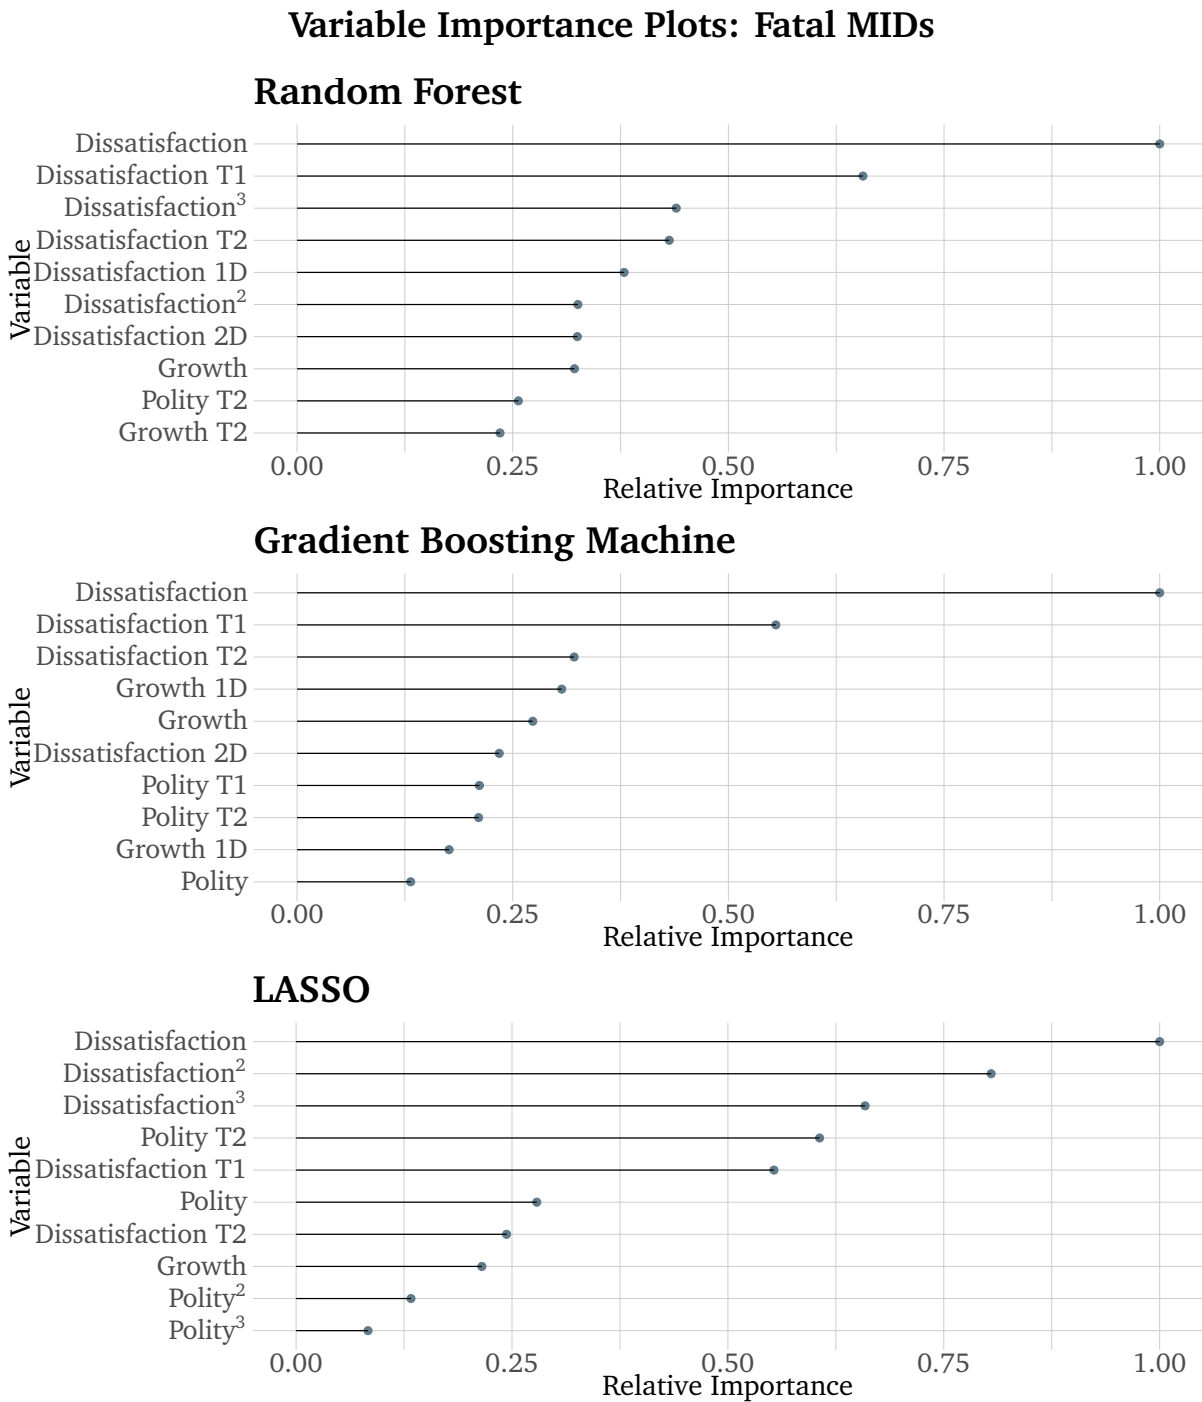 Variable Importance Plots: Fatal MIDs
Random Forest
Variable
Dissatisfaction
Dissatisfaction T1
Dissatisfaction³
Dissatisfaction T2
Dissatisfaction 1D
Dissatisfaction²
Dissatisfaction 2D
Growth
Polity T2
Growth T2
0.00 0.25 0.50 0.75 1.00
Relative Importance
Gradient Boosting Machine
Variable
Dissatisfaction
Dissatisfaction T1
Dissatisfaction T2
Growth 1D
Growth
Dissatisfaction 2D
Polity T1
Polity T2
Growth 1D
Polity
0.00 0.25 0.50 0.75 1.00
Relative Importance
LASSO
Variable
Dissatisfaction
Dissatisfaction²
Dissatisfaction³
Polity T2
Dissatisfaction T1
Polity
Dissatisfaction T2
Growth
Polity²
Polity³
0.00 0.25 0.50 0.75 1.00
Relative Importance